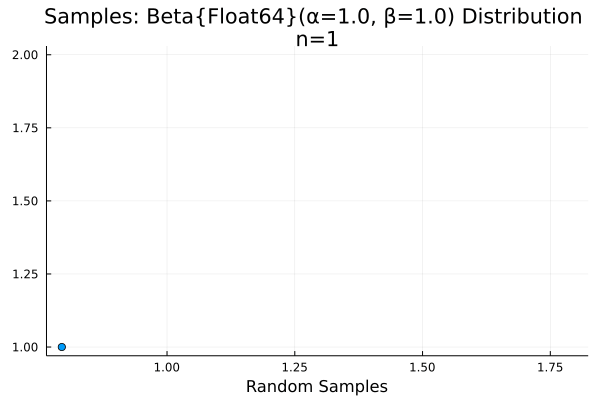 Samples: Beta{Float64}(α=1.0, β=1.0) Distribution
n=1
2.00
1.75
1.50
1.25
1.00
1.00 1.25 1.50 1.75
Random Samples